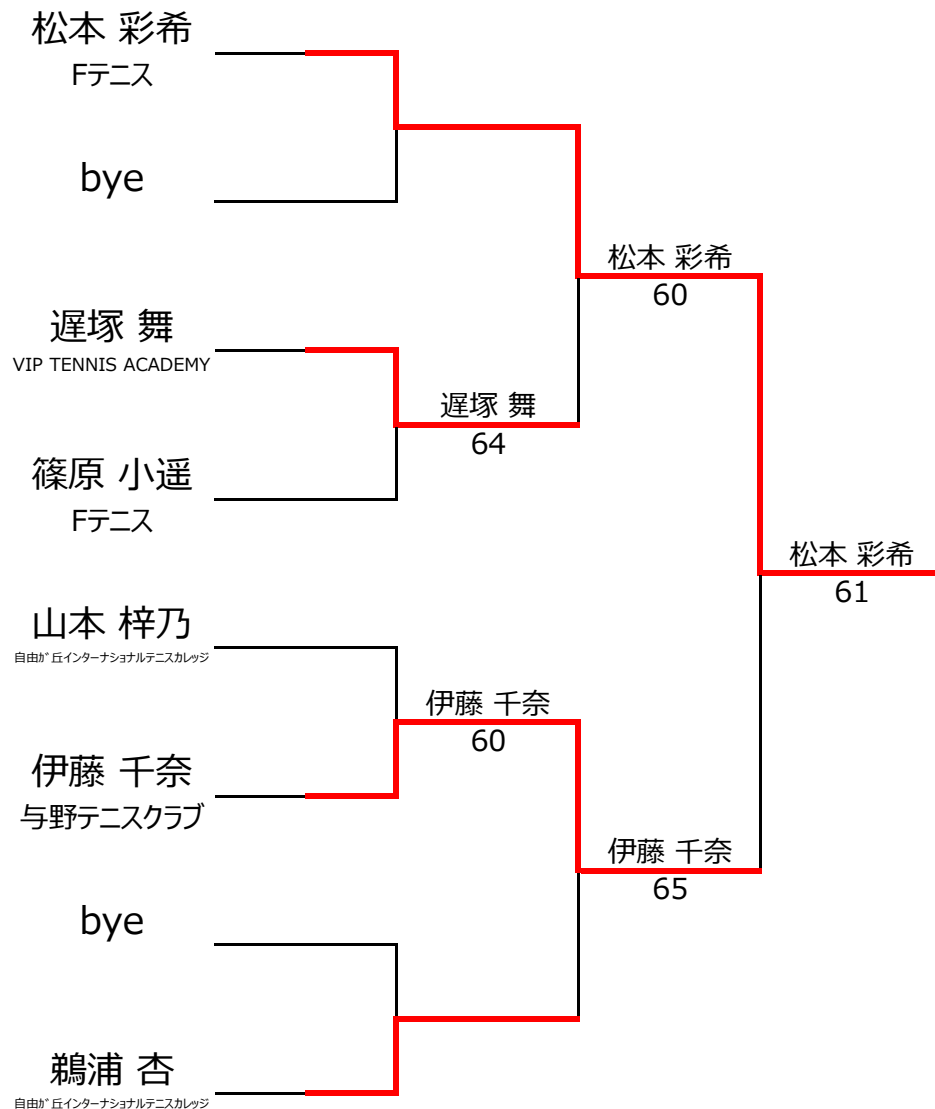 松本 彩希
Fテニス
bye
松本 彩希
60
遅塚 舞
VIP TENNIS ACADEMY
遅塚 舞
64
篠原 小遥
Fテニス
松本 彩希
61
山本 梓乃
自由が丘インターナショナルテニスカレッジ
伊藤 千奈
60
伊藤 千奈
与野テニスクラブ
伊藤 千奈
65
bye
鵜浦 杏
自由が丘インターナショナルテニスカレッジ